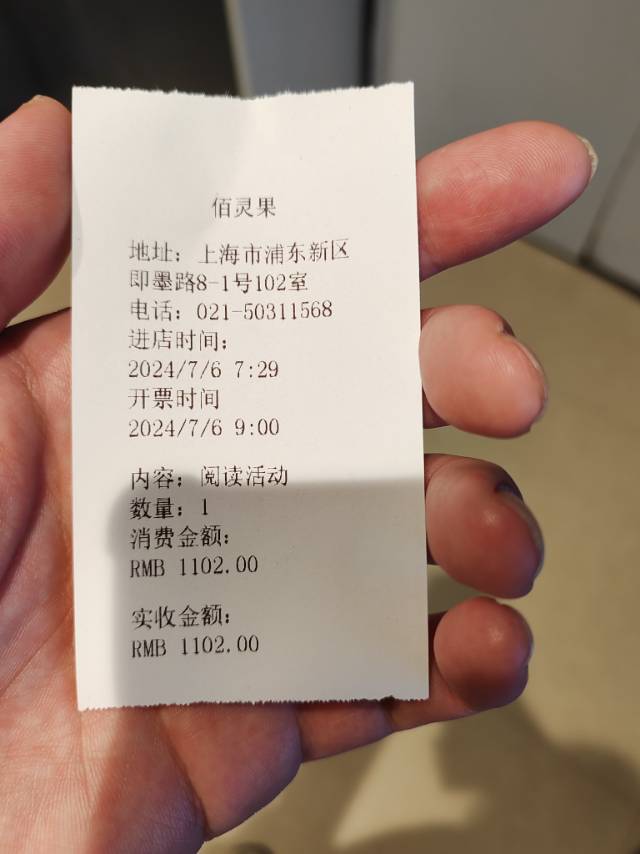 佰灵果
地址：上海市浦东新区
即墨路8-1号102室
电话：021-50311568
进店时间：
2024/7/6 7:29
开票时间
2024/7/6 9:00
内容：阅读活动
数量：1
消费金额：
RMB 1102.00
实收金额：
RMB 1102.00